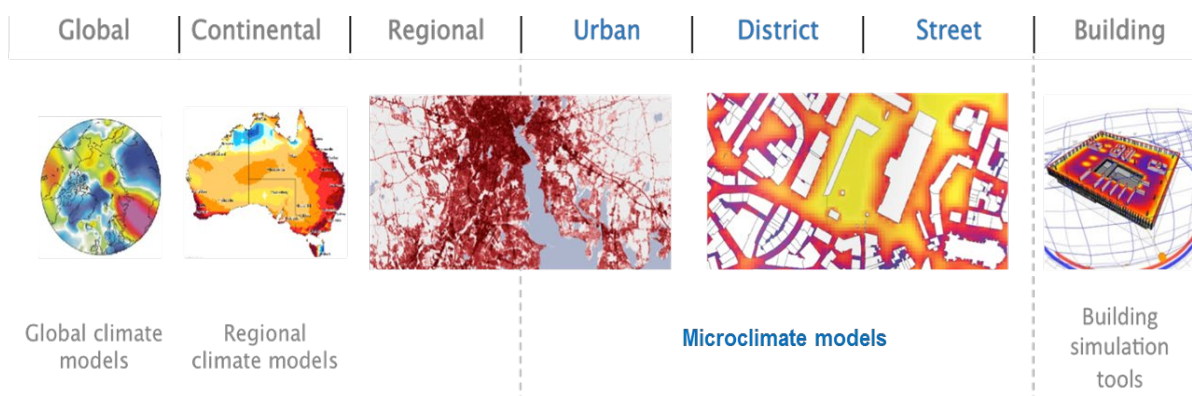 Global
Continental
Regional
Urban
District
Street
Building
Global climate
models
Regional
climate models
Microclimate models
Building
simulation
tools